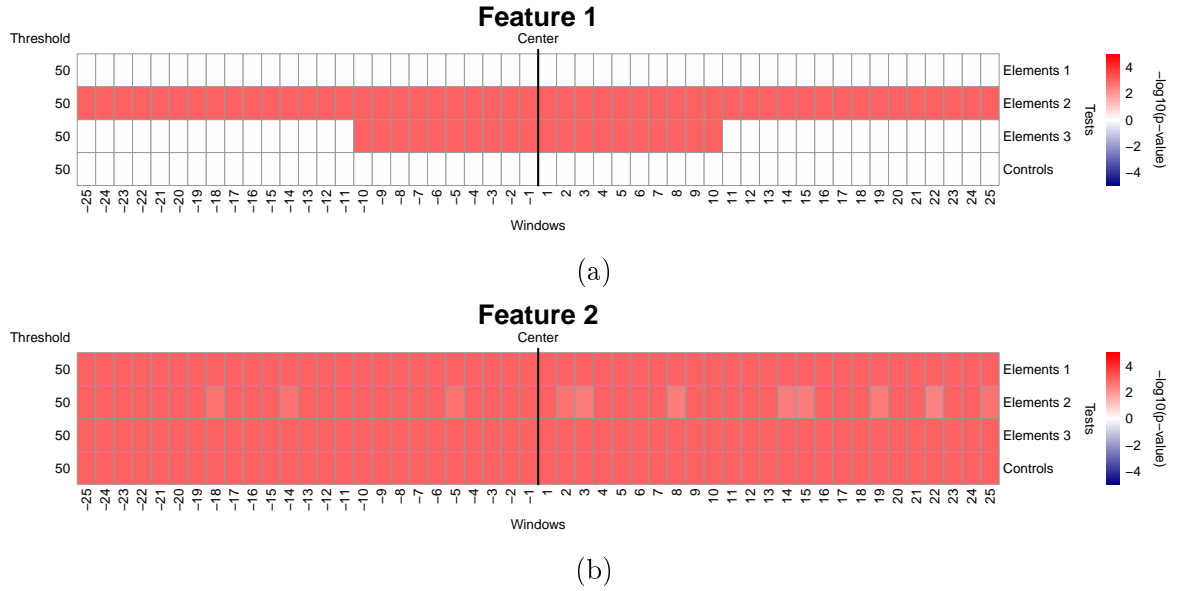 Feature 1
Threshold
Center
50 Elements 1
50 Elements 2
50 Elements 3
50 Controls
−25 −24 −23 −22 −21 −20 −19 −18 −17 −16 −15 −14 −13 −12 −11 −10 −9 −8 −7 −6 −5 −4 −3 −2 −1 1 2 3 4 5 6 7 8 9 10 11 12 13 14 15 16 17 18 19 20 21 22 23 24 25
Windows
Tests
4
2
0
−2
−4
−log10(p−value)
(a)
Feature 2
Threshold
Center
50 Elements 1
50 Elements 2
50 Elements 3
50 Controls
−25 −24 −23 −22 −21 −20 −19 −18 −17 −16 −15 −14 −13 −12 −11 −10 −9 −8 −7 −6 −5 −4 −3 −2 −1 1 2 3 4 5 6 7 8 9 10 11 12 13 14 15 16 17 18 19 20 21 22 23 24 25
Windows
Tests
4
2
0
−2
−4
−log10(p−value)
(b)